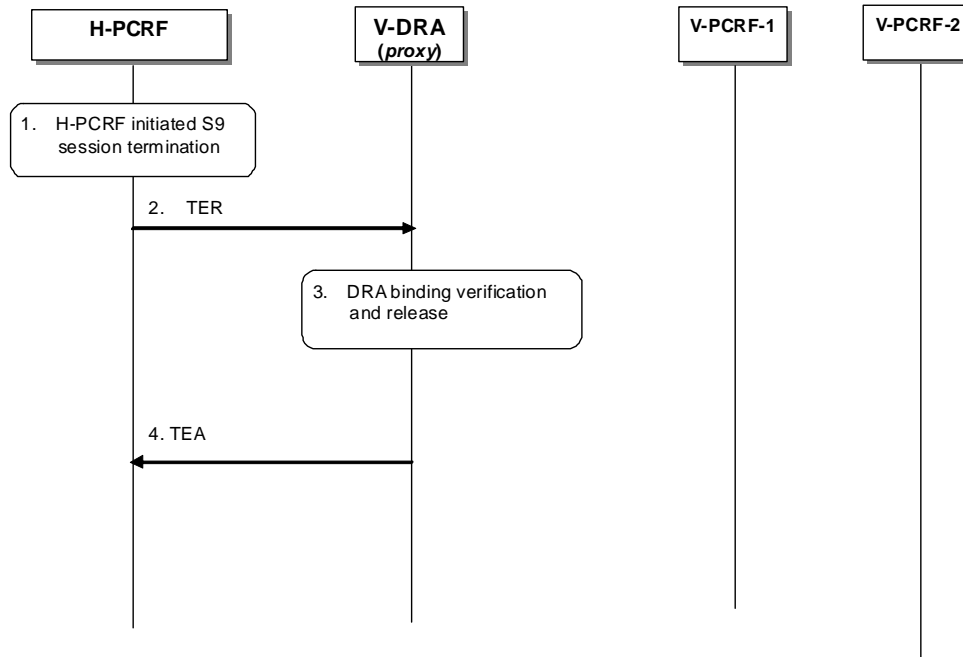 H-PCRF
V-DRA
(proxy)
V-PCRF-1
V-PCRF-2
1. H-PCRF initiated S9
session termination
2. TER
3. DRA binding verification
and release
4. TEA